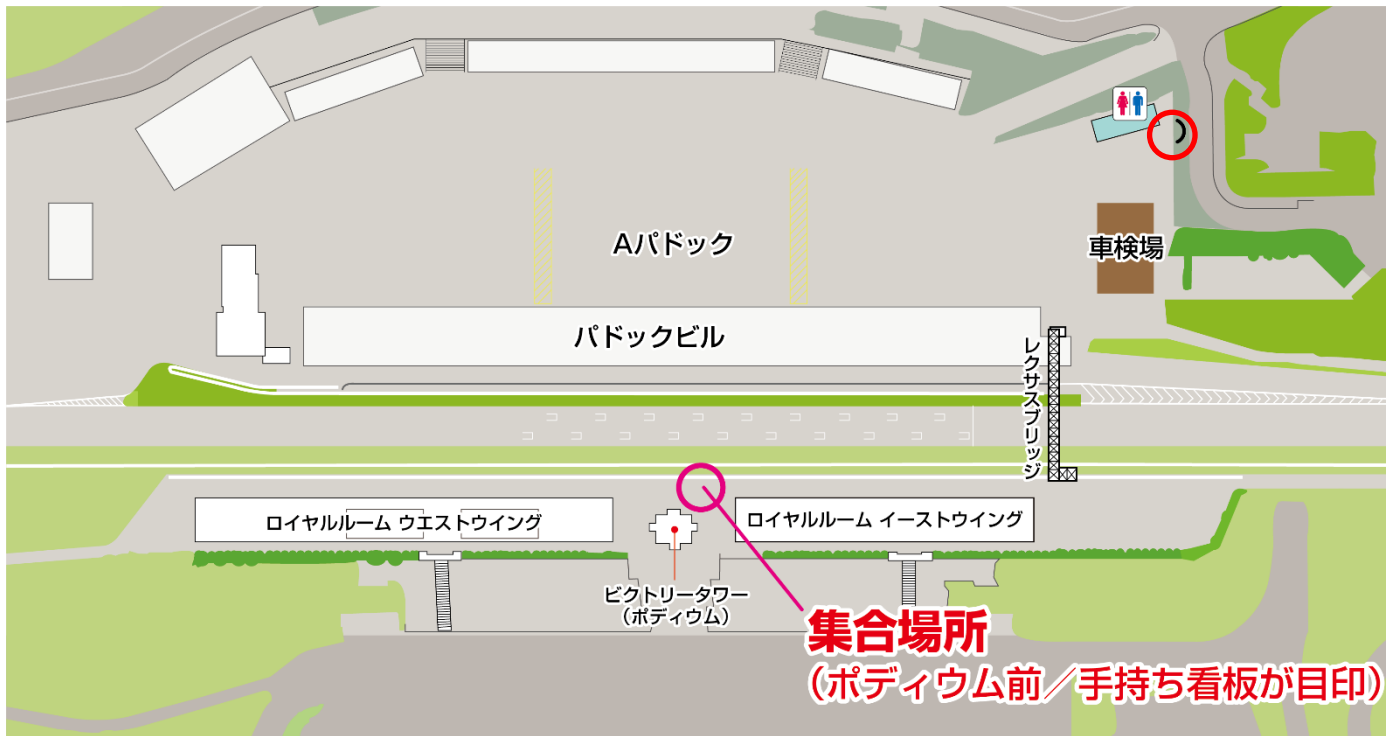 Aパドック
車検場
パドックビル
レクサスブリッジ
ロイヤルルーム ウエストウイング
ロイヤルルーム イーストウイング
ビクトリータワー
（ポディウム）
集合場所
（ポディウム前／手持ち看板が目印）